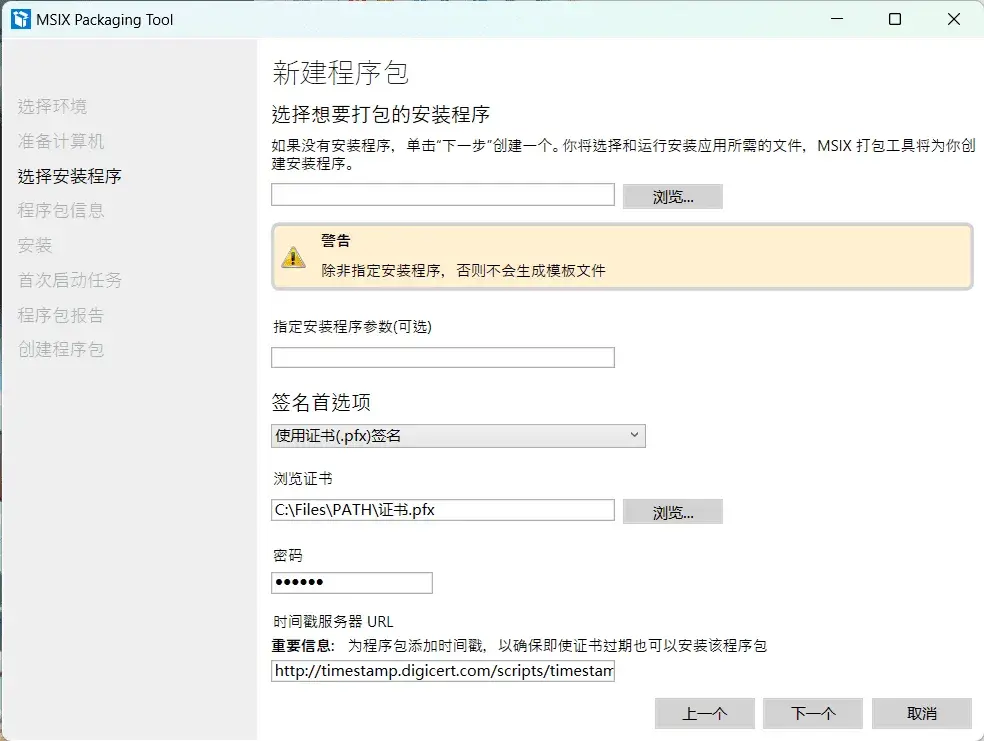 MSIX Packaging Tool
新建程序包
选择环境
准备计算机
选择安装程序
程序包信息
安装
首次启动任务
程序包报告
创建程序包
选择想要打包的安装程序
如果没有安装程序，单击“下一步”创建一个。你将选择和运行安装应用所需的文件，MSIX 打包工具将为你创
建安装程序。
浏览...
警告
除非指定安装程序，否则不会生成模板文件
指定安装程序参数(可选)
签名首选项
使用证书(.pfx)签名
浏览证书
C:\Files\PATH\证书.pfx
浏览...
密码
••••••
时间戳服务器 URL
重要信息: 为程序包添加时间戳，以确保即使证书过期也可以安装该程序包
http://timestamp.digicert.com/scripts/timestam
上一个
下一个
取消